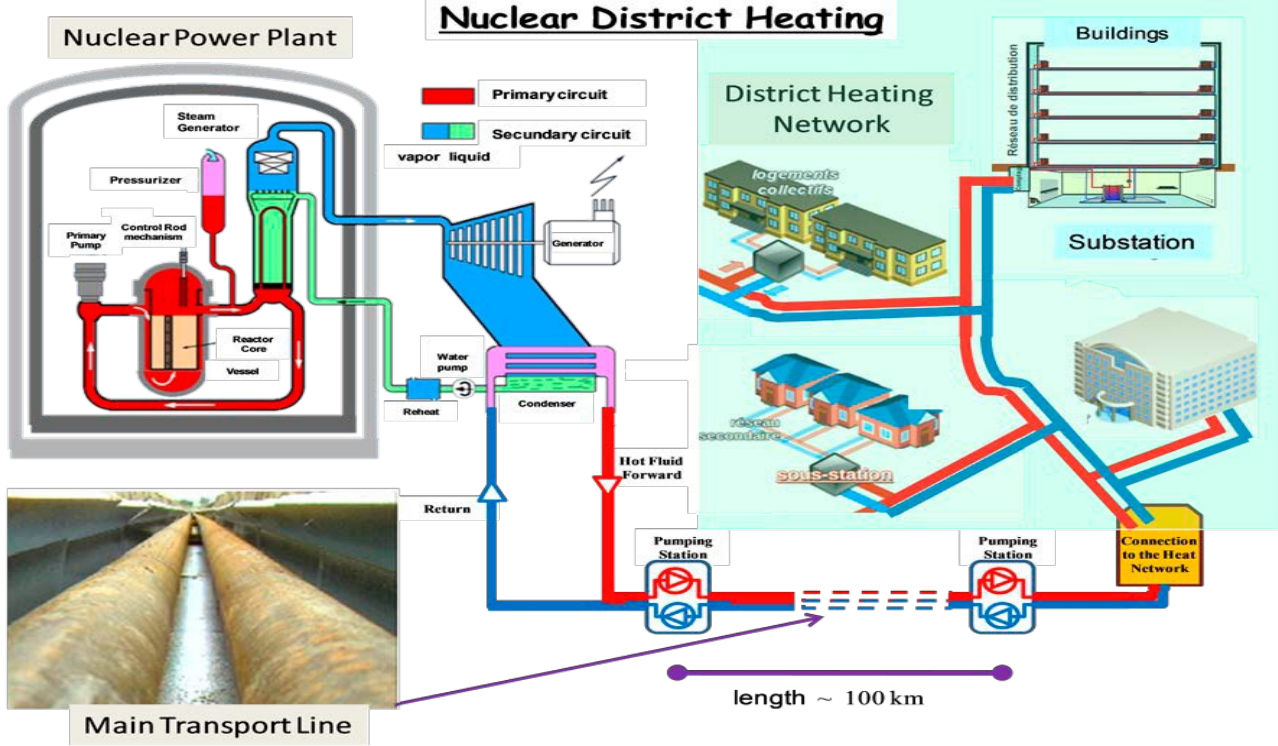 Nuclear District Heating
Nuclear Power Plant
Primary circuit
Secundary circuit
vapor liquid
Steam
Generator
Pressurizer
Primary
Pump
Control Rod
mechanism
Reactor
Core
Vessel
Generator
Water
pump
Reheat
Condenser
Hot Fluid
Forward
Return
Pumping
Station
Pumping
Station
Connection
to the Heat
Network
length ~ 100 km
Main Transport Line
District Heating
Network
logements
collectifs
réseau
secondaire
sous-station
Buildings
Réseau de distribution
Substation